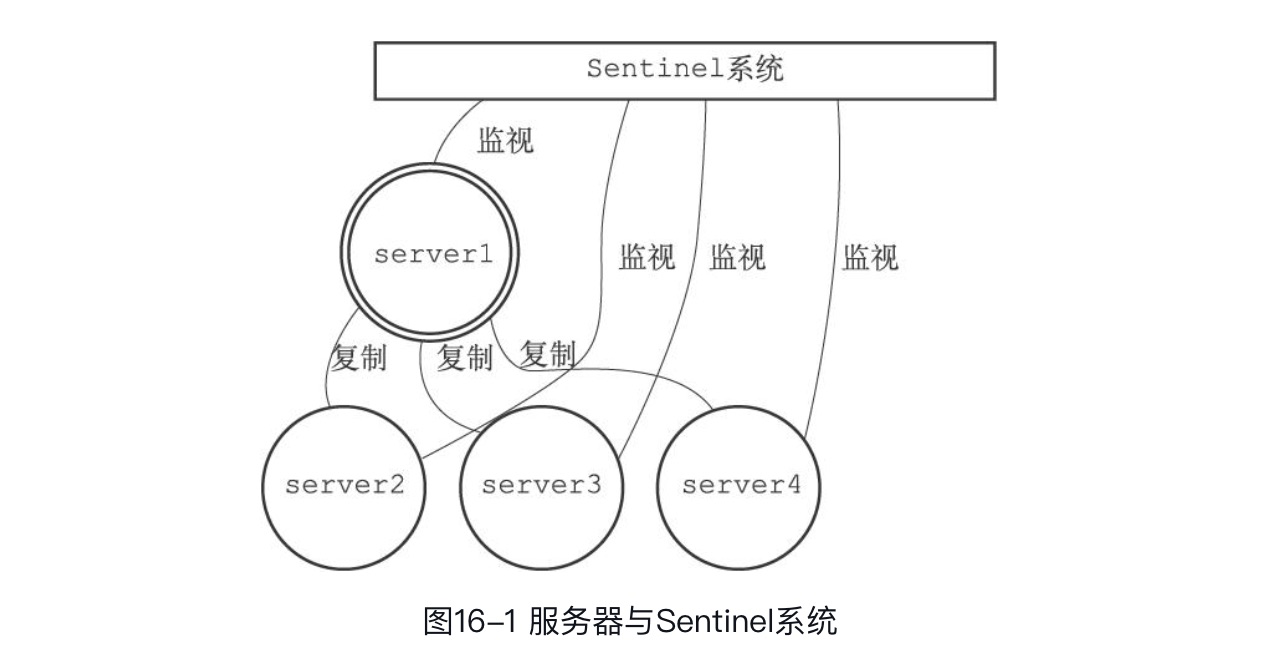 Sentinel系统
监视
server1
监视
监视
监视
复制
复制
复制
server2
server3
server4
图16-1 服务器与Sentinel系统